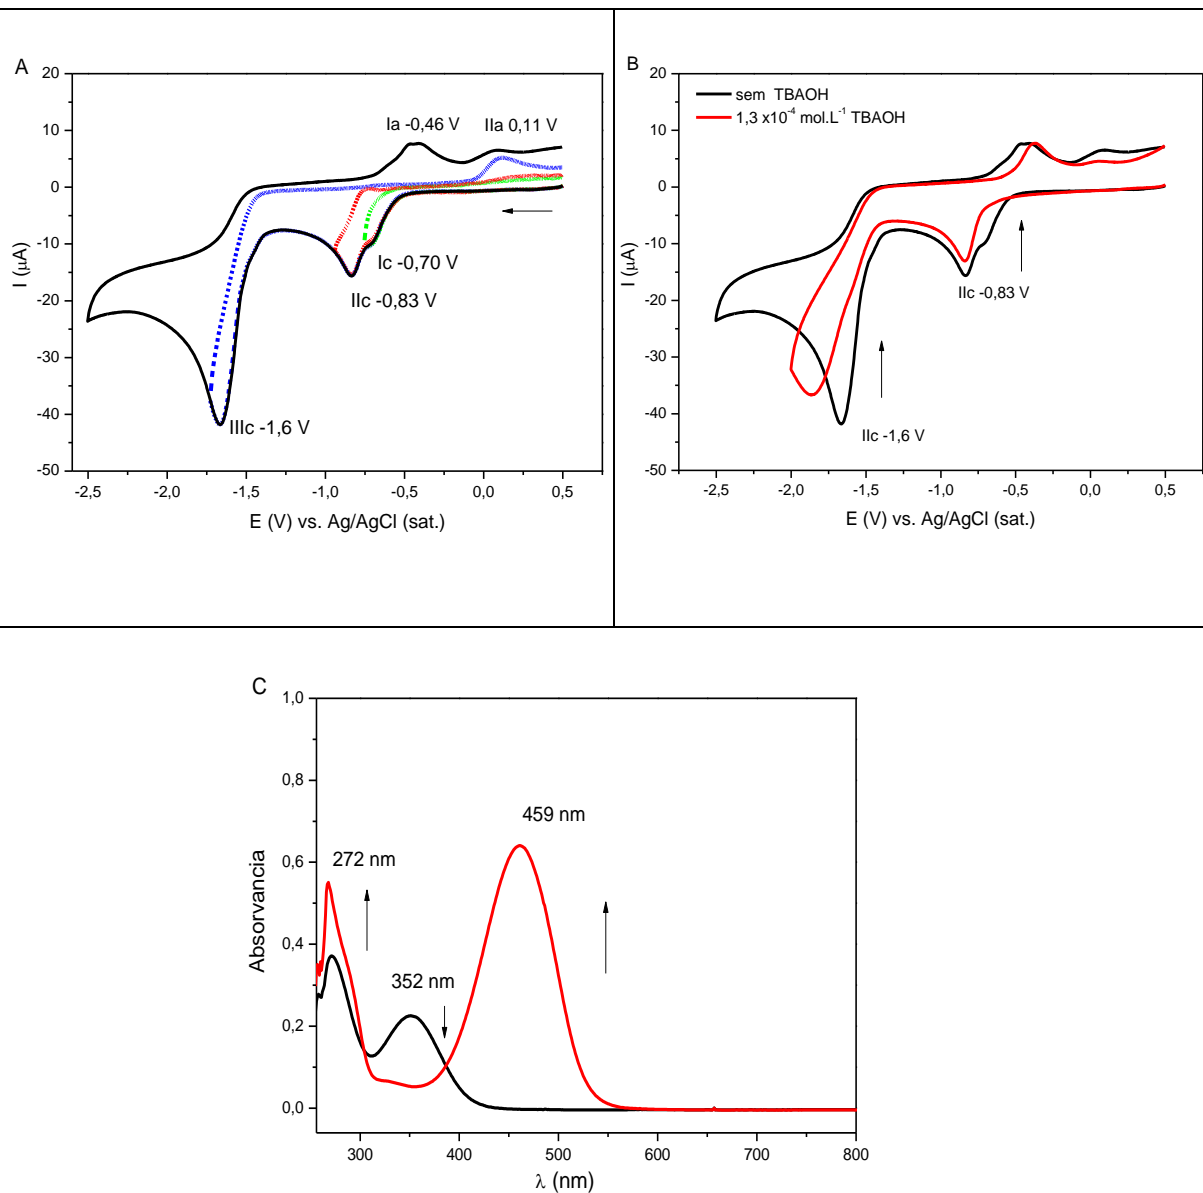 A
20
10
0
-10
-20
-30
-40
-50
I (μA)
Ia -0,46 V
IIa 0,11 V
Ic -0,70 V
IIc -0,83 V
IIIc -1,6 V
-2,5 -2,0 -1,5 -1,0 -0,5 0,0 0,5
E (V) vs. Ag/AgCl (sat.)
B
20
10
0
-10
-20
-30
-40
-50
I (μA)
sem TBAOH
1,3 x10⁻⁴ mol.L⁻¹ TBAOH
IIc -0,83 V
IIc -1,6 V
-2,5 -2,0 -1,5 -1,0 -0,5 0,0 0,5
E (V) vs. Ag/AgCl (sat.)
C
1,0
0,8
0,6
0,4
0,2
0,0
Absorvancia
459 nm
272 nm
352 nm
300 400 500 600 700 800
λ (nm)